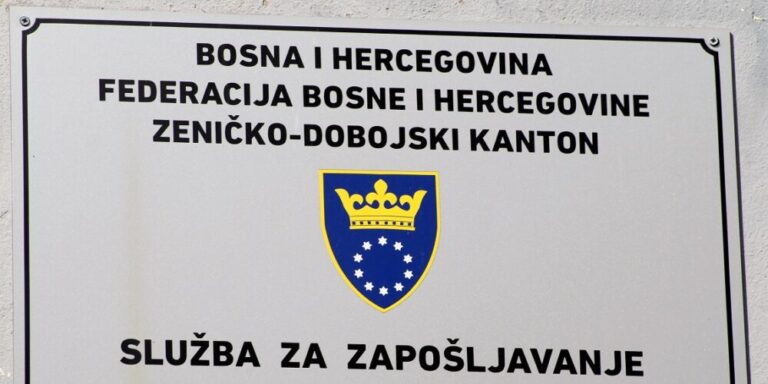 BOSNA I HERCEGOVINA
FEDERACIJA BOSNE I HERCEGOVINE
ZENIČKO-DOBOJSKI KANTON
SLUŽBA ZA ZAPOŠLJAVANJE